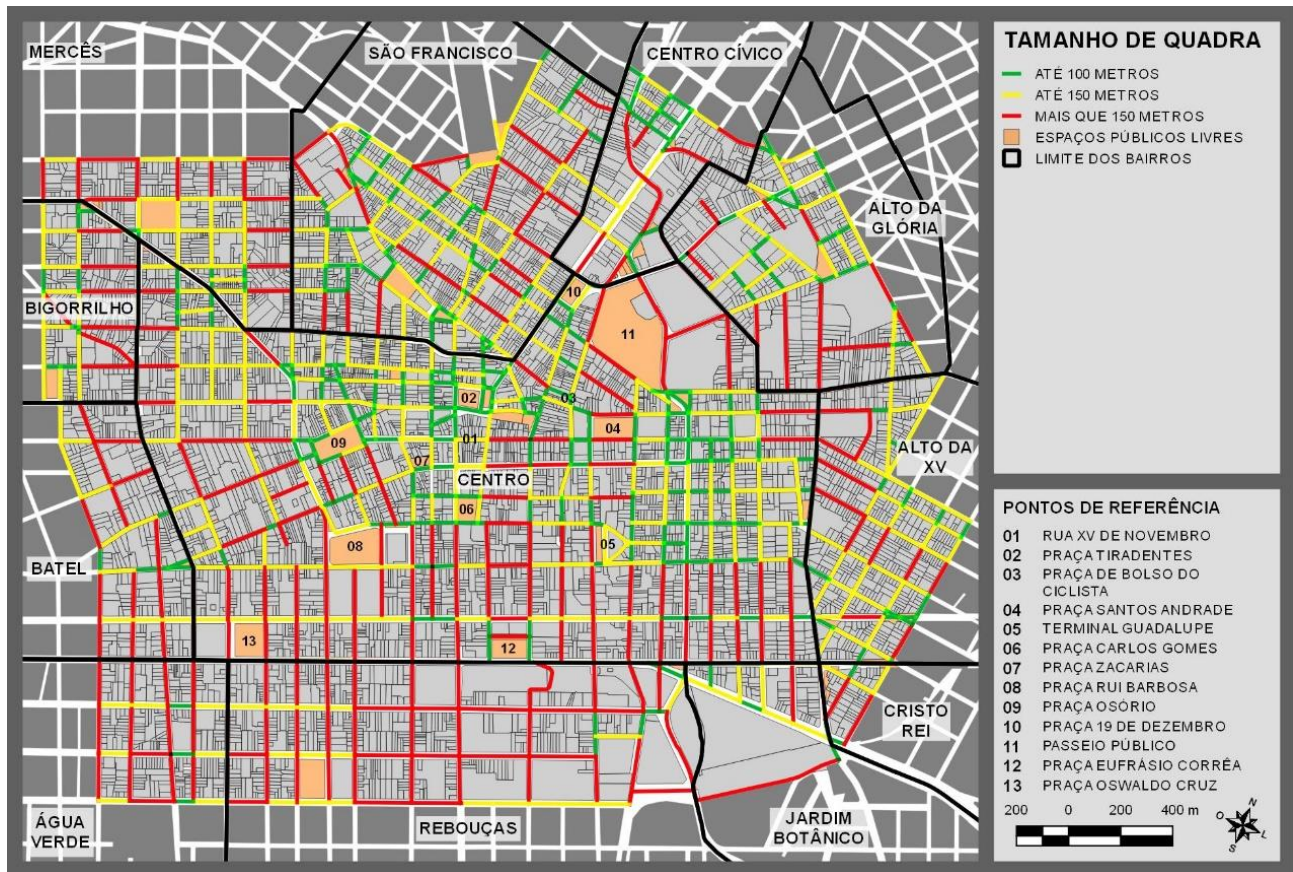 MERCÊS
SÃO FRANCISCO
CENTRO CÍVICO
ALTO DA
GLÓRIA
BIGORRILHO
10
11
02
03
04
09
01
07
ALTO DA
XV
CENTRO
06
05
08
BATEL
13
12
CRISTO
REI
ÁGUA
VERDE
REBOUÇAS
JARDIM
BOTÂNICO
TAMANHO DE QUADRA
ATÉ 100 METROS
ATÉ 150 METROS
MAIS QUE 150 METROS
ESPAÇOS PÚBLICOS LIVRES
LIMITE DOS BAIRROS
PONTOS DE REFERÊNCIA
01 RUA XV DE NOVEMBRO
02 PRAÇA TIRADENTES
03 PRAÇA DE BOLSO DO
CICLISTA
04 PRAÇA SANTOS ANDRADE
05 TERMINAL GUADALUPE
06 PRAÇA CARLOS GOMES
07 PRAÇA ZACARIAS
08 PRAÇA RUI BARBOSA
09 PRAÇA OSÓRIO
10 PRAÇA 19 DE DEZEMBRO
11 PASSEIO PÚBLICO
12 PRAÇA EUFRÁSIO CORRÊA
13 PRAÇA OSWALDO CRUZ
200 0 200 400 m
N
O
L
S